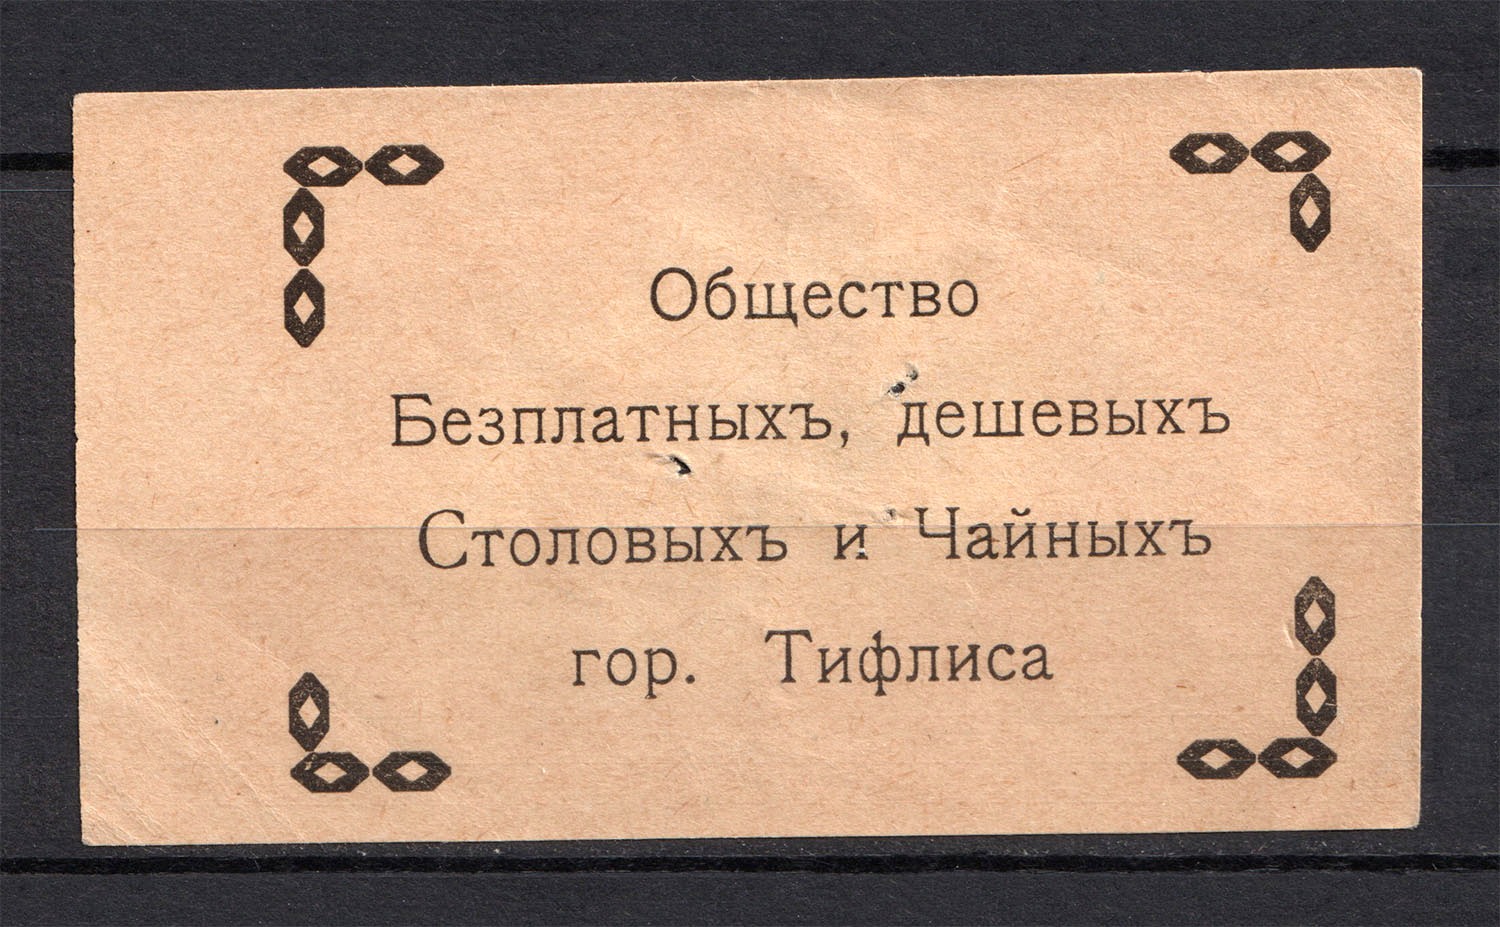 Общество
Безплатныхъ, дешевыхъ
Столовыхъ и Чайныхъ
гор. Тифлиса